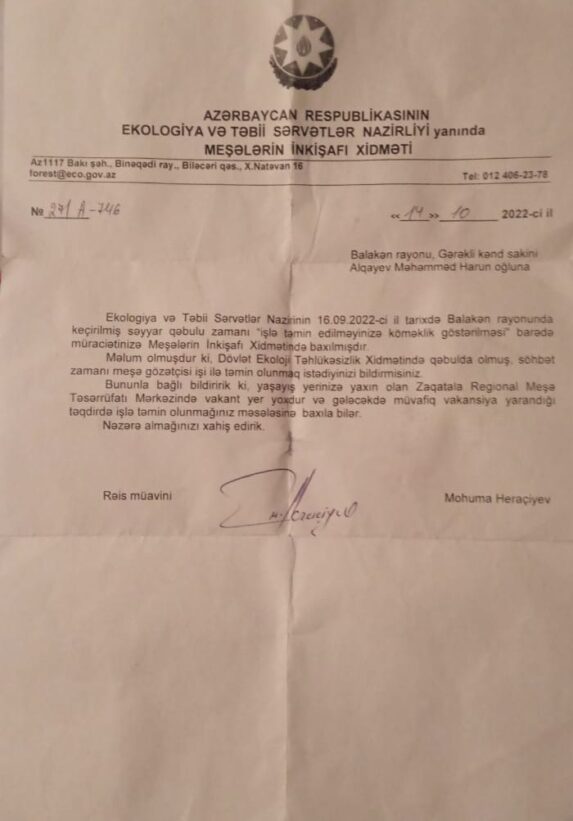 AZƏRBAYCAN RESPUBLİKASININ
EKOLOGİYA VƏ TƏBİİ SƏRVƏTLƏR NAZİRLİYİ yanında
MEŞƏLƏRİN İNKİŞAFI XİDMƏTİ
Az1117 Bakı şəh., Binəqədi ray., Biləcəri qəs., X.Natəvan 16
forest@eco.gov.az
Tel: 012 406-23-78
№ 271 A-746
«14» 10 2022-ci il
Balakən rayonu, Gərəkli kənd sakini
Alqayev Məhəmməd Harun oğluna
Ekologiya və Təbii Sərvətlər Nazirinin 16.09.2022-ci il tarixdə Balakən rayonunda
keçirilmiş səyyar qəbulu zamanı “işlə təmin edilməyinizə köməklik göstərilməsi” barədə
müraciətinizə Meşələrin İnkişafı Xidmətində baxılmışdır.
Məlum olmuşdur ki, Dövlət Ekoloji Təhlükəsizlik Xidmətində qəbulda olmuş, söhbət
zamanı meşə gözətçisi işi ilə təmin olunmaq istədiyinizi bildirmisiniz.
Bununla bağlı bildiririk ki, yaşayış yerinizə yaxın olan Zaqatala Regional Meşə
Təsərrüfatı Mərkəzində vakant yer yoxdur və gələcəkdə müvafiq vakansiya yarandığı
təqdirdə işlə təmin olunmağınız məsələsinə baxıla bilər.
Nəzərə almağınızı xahiş edirik.
Rəis müavini
Mohuma Heraçiyev